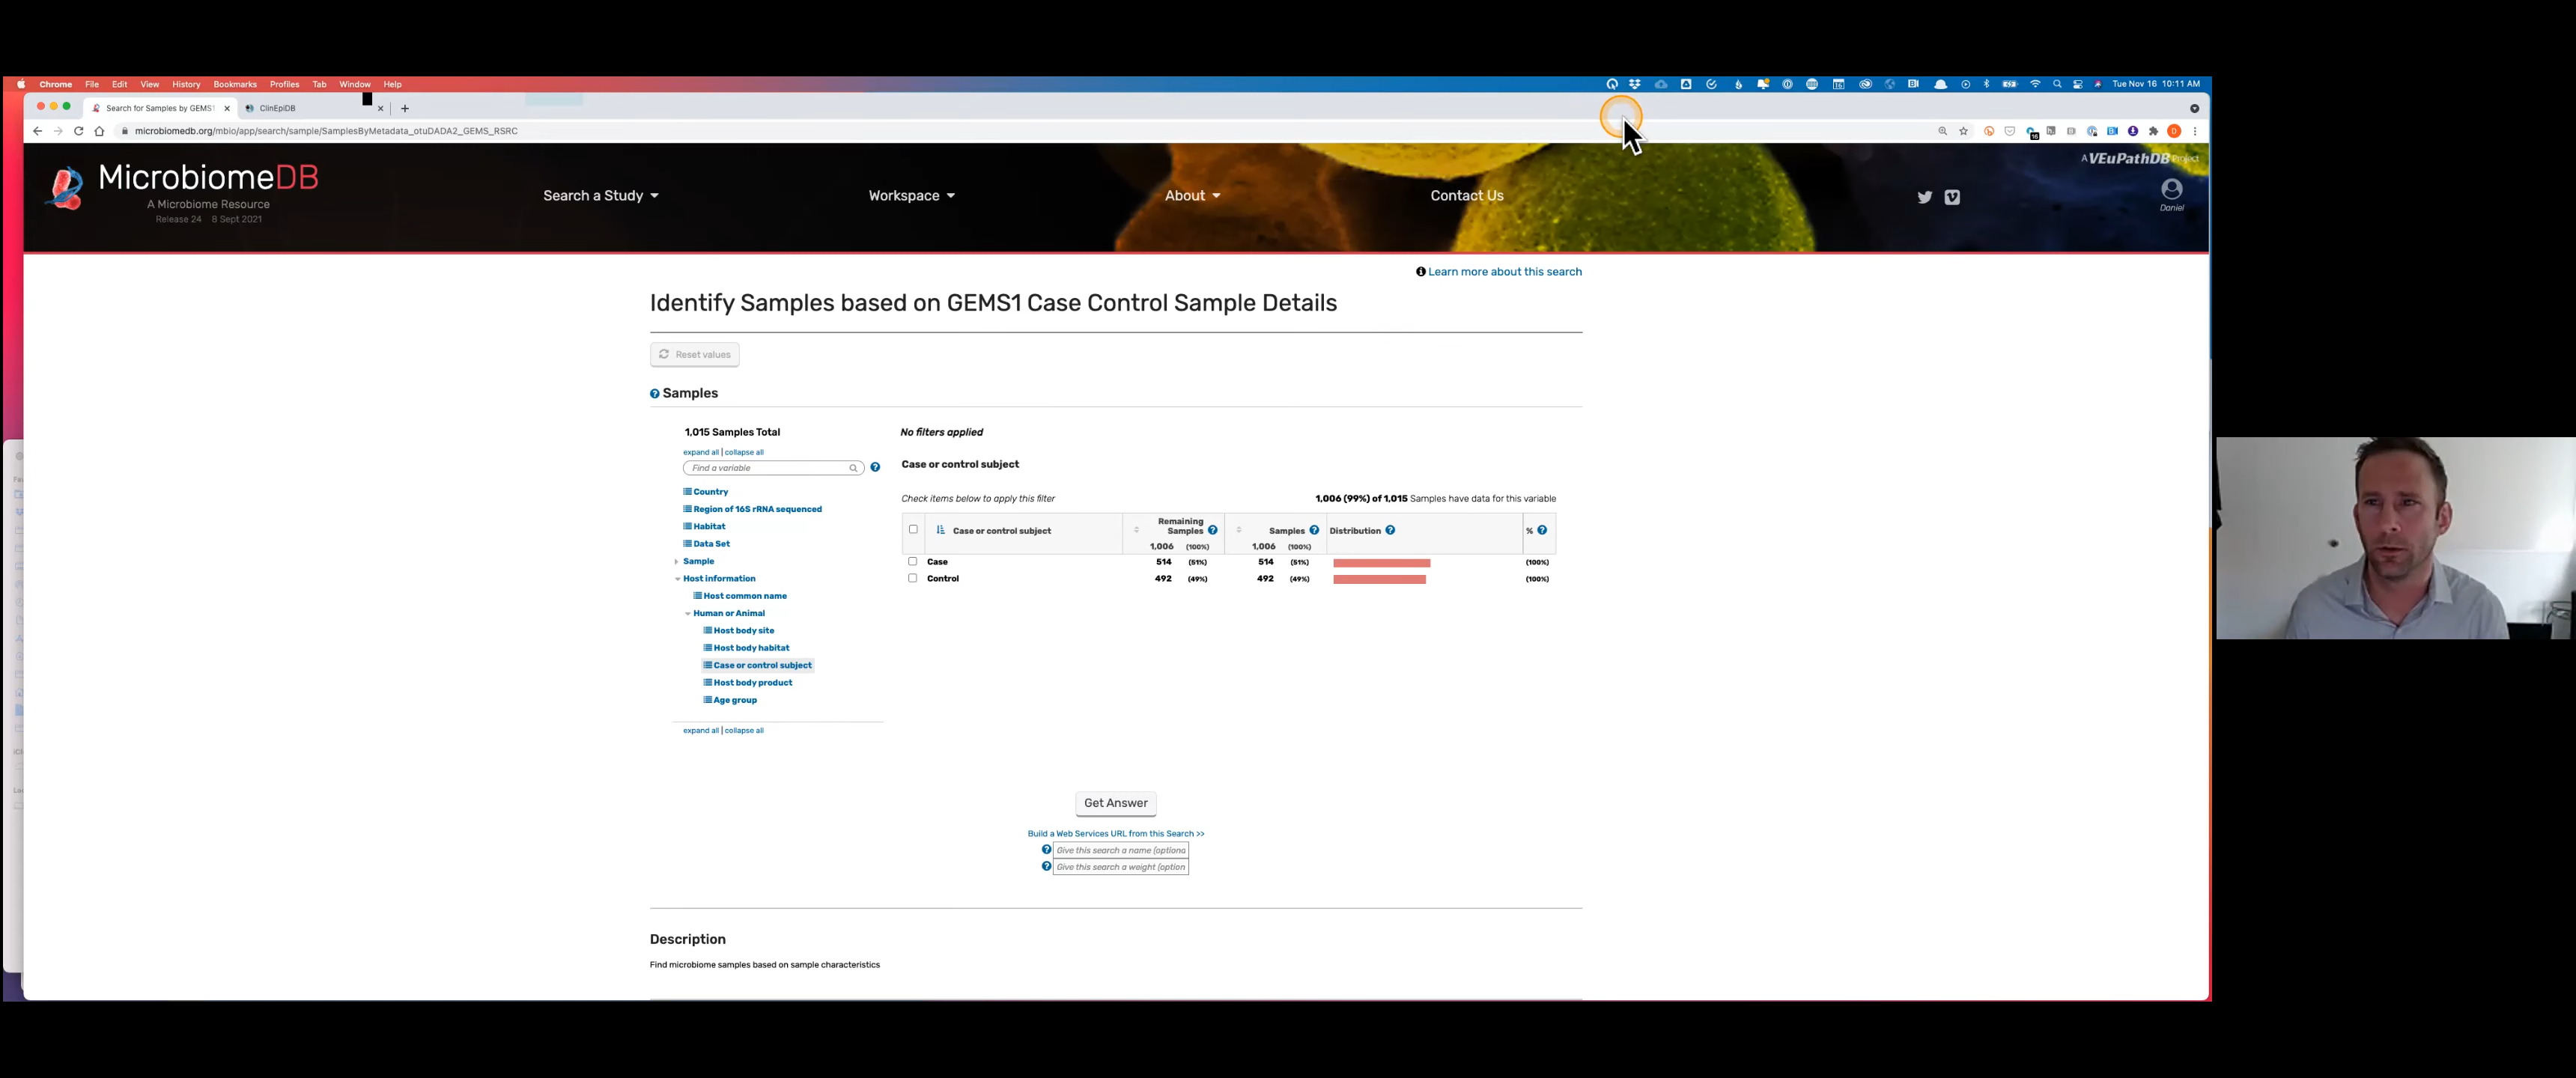 Chrome File Edit View History Bookmarks Profiles Tab Window Help
Tue Nov 16 10:11 AM
Search for Samples by GEMS1
ClinEpiDB
microbiomedb.org/mbio/app/search/sample/SamplesByMetadata_otuDADA2_GEMS_RSRC
MicrobiomeDB
A Microbiome Resource
Release 24 8 Sept 2021
Search a Study
Workspace
About
Contact Us
A VEuPathDB Project
Daniel
Learn more about this search
Identify Samples based on GEMS1 Case Control Sample Details
Reset values
Samples
1,015 Samples Total
expand all | collapse all
Find a variable
Country
Region of 16S rRNA sequenced
Habitat
Data Set
Sample
Host information
Host common name
Human or Animal
Host body site
Host body habitat
Case or control subject
Host body product
Age group
expand all | collapse all
No filters applied
Case or control subject
Check items below to apply this filter
1,006 (99%) of 1,015 Samples have data for this variable
Case or control subject Remaining Samples Samples Distribution %
1,006 (100%) 1,006 (100%)
Case 514 (51%) 514 (51%) (100%)
Control 492 (49%) 492 (49%) (100%)
Get Answer
Build a Web Services URL from this Search >>
Give this search a name (optiona
Give this search a weight (option
Description
Find microbiome samples based on sample characteristics